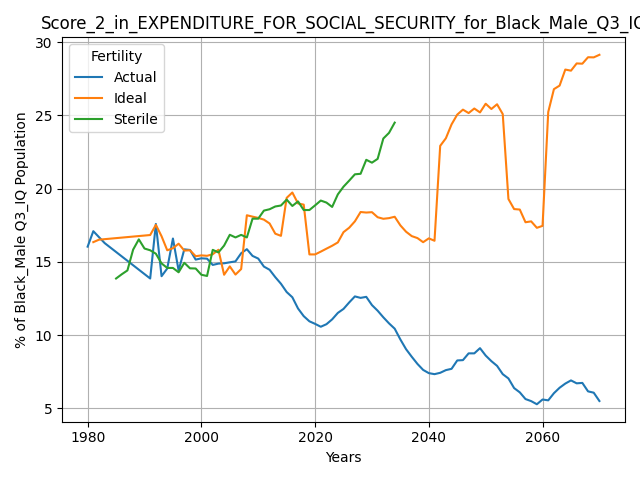 Score_2_in_EXPENDITURE_FOR_SOCIAL_SECURITY_for_Black_Male_Q3_IQ
Fertility
Actual
Ideal
Sterile
% of Black_Male Q3_IQ Population
30
25
20
15
10
5
1980
2000
2020
2040
2060
Years